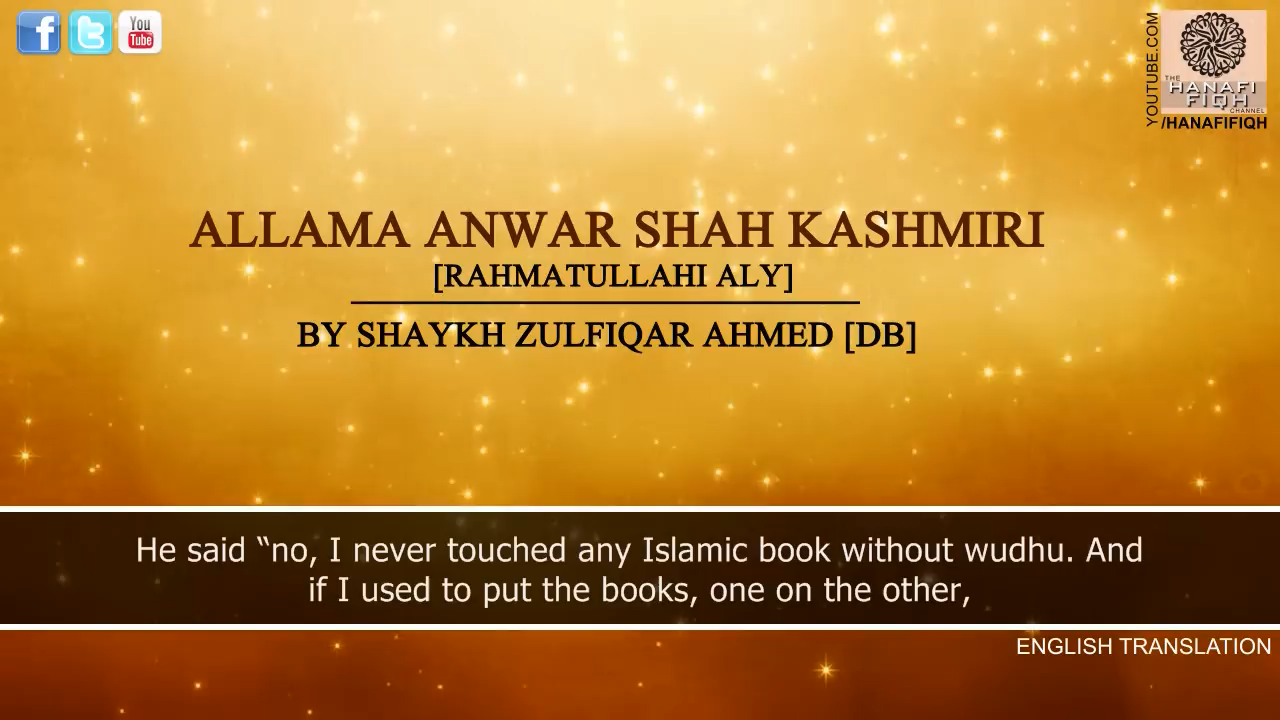 f
t
You
Tube
YOUTUBE.COM
THE
HANAFI
FIQH
CHANNEL
/HANAFIFIQH
ALLAMA ANWAR SHAH KASHMIRI
[RAHMATULLAHI ALY]
BY SHAYKH ZULFIQAR AHMED [DB]
He said “no, I never touched any Islamic book without wudhu. And
if I used to put the books, one on the other,
ENGLISH TRANSLATION